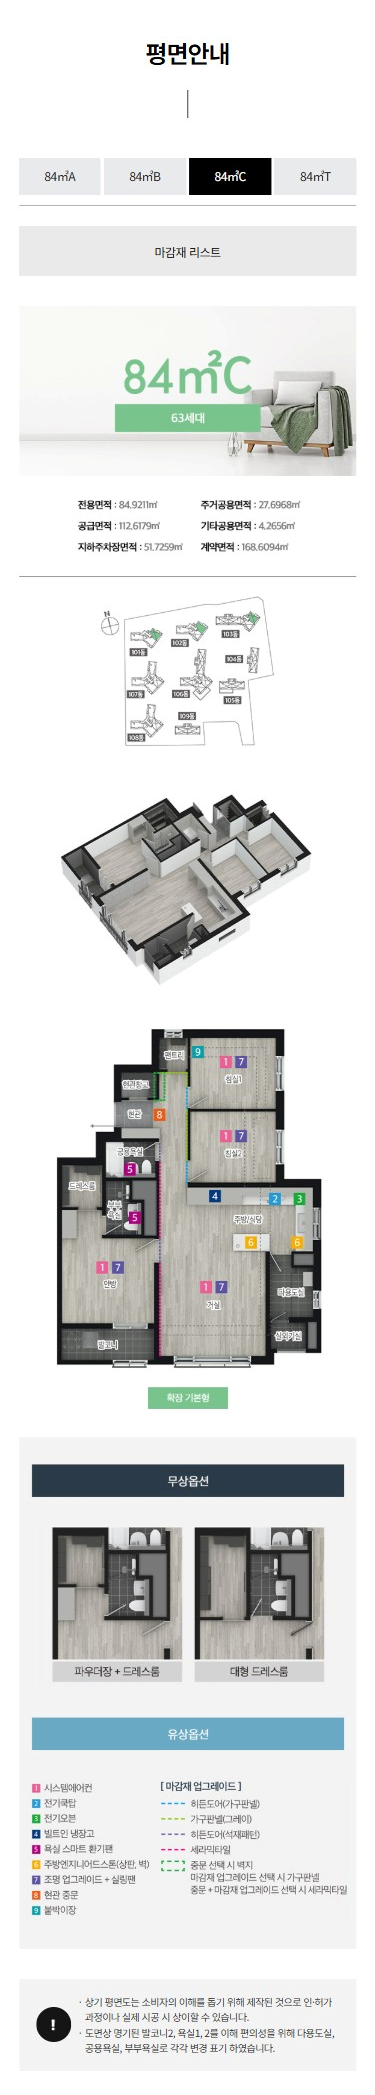 평면안내
84㎡A
84㎡B
84㎡C
84㎡T
마감재 리스트
84㎡C
63세대
전용면적 : 84.9211㎡
주거공용면적 : 27.6968㎡
공급면적 : 112.6179㎡
기타공용면적 : 4.2656㎡
지하주차장면적 : 51.7259㎡
계약면적 : 168.6094㎡
N
101동
102동
103동
104동
107동
106동
105동
108동
109동
팬트리
9
1 7
침실1
현관창고
현관
8
1 7
침실2
공용욕실
5
드레스룸
부부욕실
5
4
2
3
주방/식당
6
6
1 7
안방
1 7
거실
다용도실
실외기실
발코니
확장 기본형
무상옵션
파우더장 + 드레스룸
대형 드레스룸
유상옵션
1 시스템에어컨
2 전기쿡탑
3 전기오븐
4 빌트인 냉장고
5 욕실 스마트 환기팬
6 주방엔지니어드스톤(상판, 벽)
7 조명 업그레이드 + 실링팬
8 현관 중문
9 붙박이장
[ 마감재 업그레이드 ]
히든도어(가구판넬)
가구판넬(그레이)
히든도어(석재패턴)
세라믹타일
중문 선택 시 벽지
마감재 업그레이드 선택 시 가구판넬
중문 + 마감재 업그레이드 선택 시 세라믹타일
!
· 상기 평면도는 소비자의 이해를 돕기 위해 제작된 것으로 인·허가
과정이나 실제 시공 시 상이할 수 있습니다.
· 도면상 명기된 발코니2, 욕실1, 2를 이해 편의성을 위해 다용도실,
공용욕실, 부부욕실로 각각 변경 표기 하였습니다.